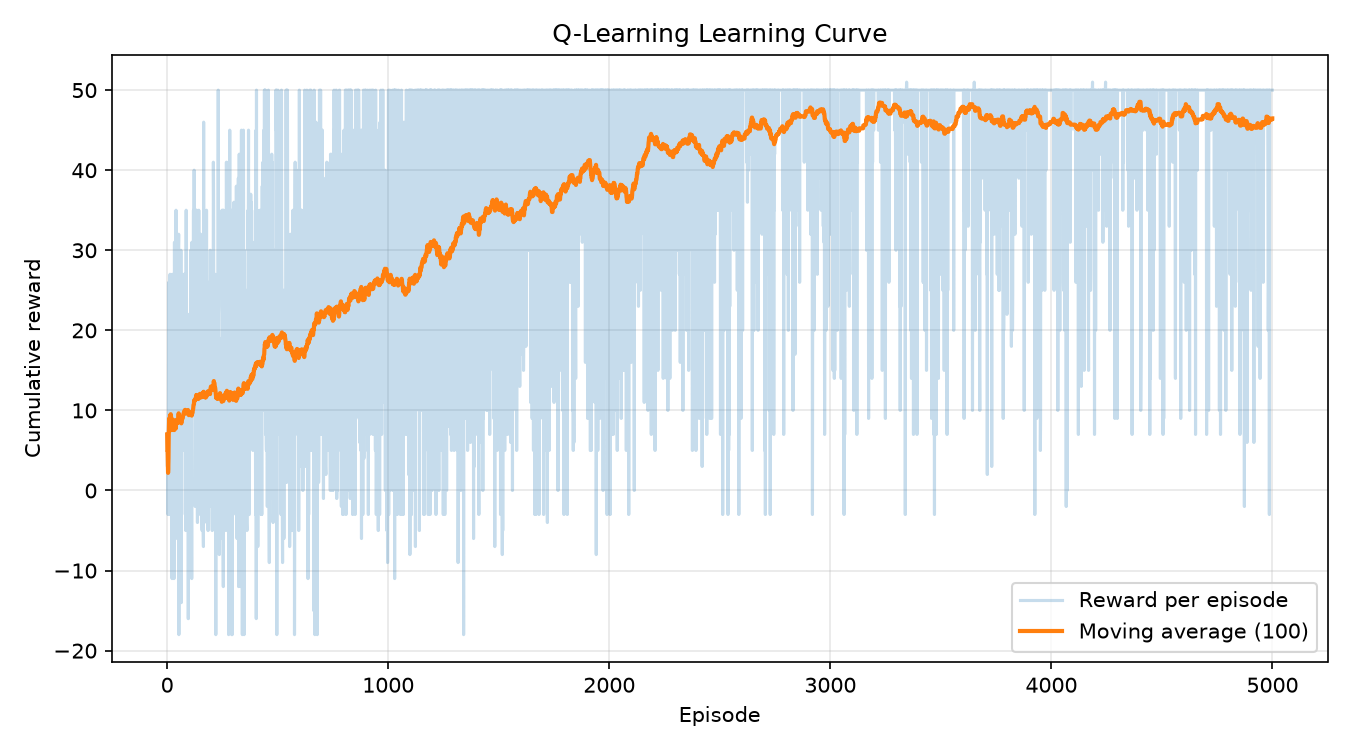 Q-Learning Learning Curve
50
40
30
20
10
0
−10
−20
Cumulative reward
0 1000 2000 3000 4000 5000
Episode
Reward per episode
Moving average (100)